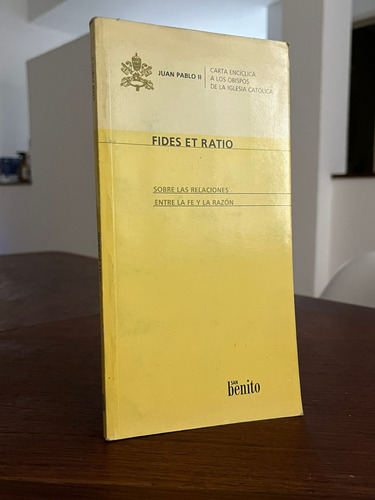 JUAN PABLO II
CARTA ENCÍCLICA
A LOS OBISPOS
DE LA IGLESIA CATÓLICA
FIDES ET RATIO
SOBRE LAS RELACIONES
ENTRE LA FE Y LA RAZÓN
SAN
benito